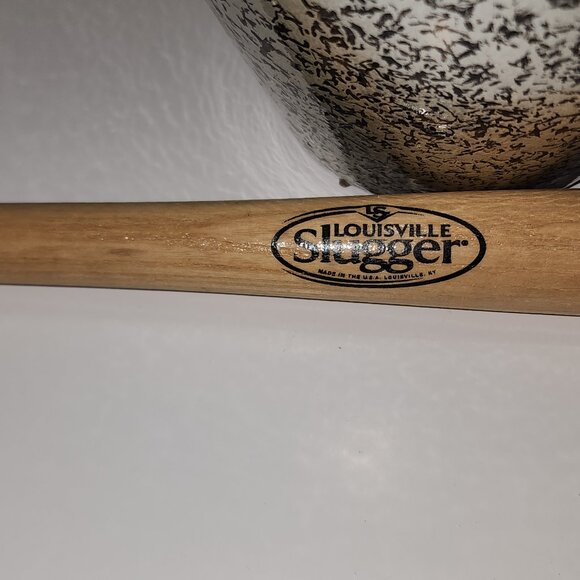 LS
LOUISVILLE
Slugger®
MADE IN THE U.S.A. LOUISVILLE, KY